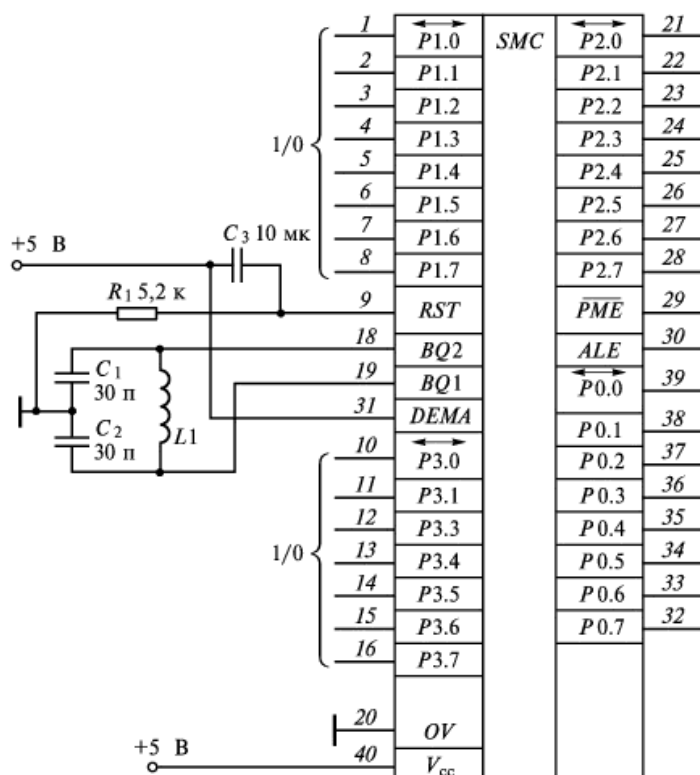 1 P1.0 SMC P2.0 21
2 P1.1 P2.1 22
3 P1.2 P2.2 23
4 P1.3 P2.3 24
1/0
5 P1.4 P2.4 25
6 P1.5 P2.5 26
7 P1.6 P2.6 27
8 P1.7 P2.7 28
+5 В
C3 10 мк
R1 5,2 к
9 RST PME 29
18 BQ2 ALE 30
19 BQ1 P0.0 39
31 DEMA
C1
30 п
C2
30 п
L1
P0.1 38
10 P3.0 P0.2 37
11 P3.1 P0.3 36
12 P3.3 P0.4 35
1/0
13 P3.4 P0.5 34
14 P3.5 P0.6 33
15 P3.6 P0.7 32
16 P3.7
20 OV
+5 В
40 Vcc